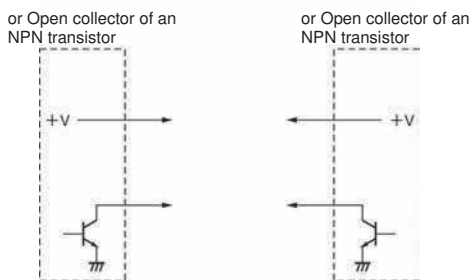 or Open collector of an
NPN transistor
or Open collector of an
NPN transistor
+V
+V